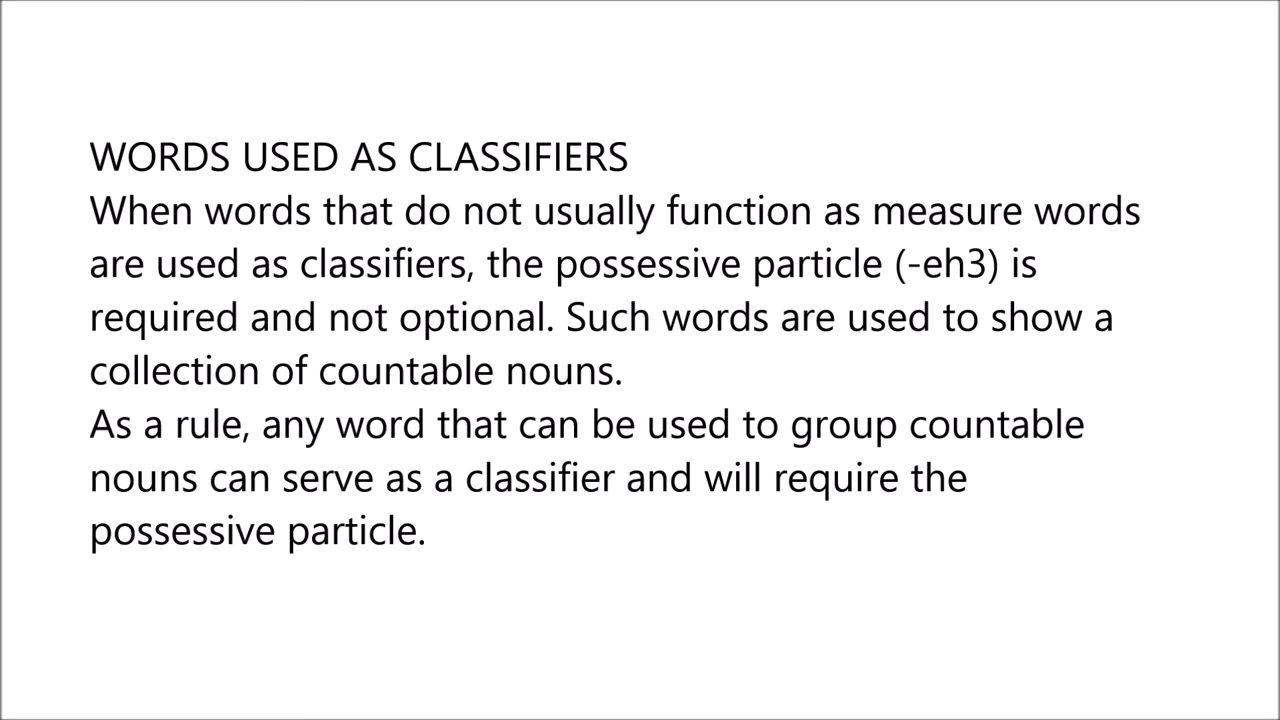 WORDS USED AS CLASSIFIERS
When words that do not usually function as measure words
are used as classifiers, the possessive particle (-eh3) is
required and not optional. Such words are used to show a
collection of countable nouns.
As a rule, any word that can be used to group countable
nouns can serve as a classifier and will require the
possessive particle.